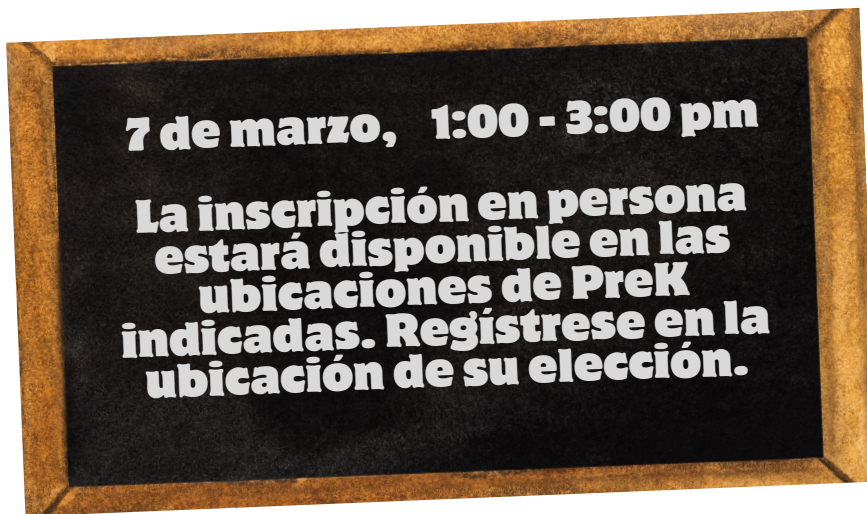 7 de marzo, 1:00 - 3:00 pm
La inscripción en persona
estará disponible en las
ubicaciones de PreK
indicadas. Regístrese en la
ubicación de su elección.